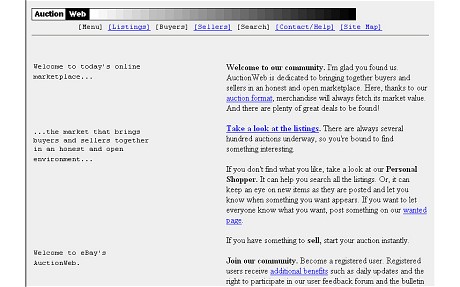 Auction Web
[Menu] [Listings] [Buyers] [Sellers] [Search] [Contact/Help] [Site Map]
Welcome to today's online
marketplace...
Welcome to our community. I'm glad you found us.
AuctionWeb is dedicated to bringing together buyers and
sellers in an honest and open marketplace. Here, thanks to our
auction format, merchandise will always fetch its market value.
And there are plenty of great deals to be found!
...the market that brings
buyers and sellers together
in an honest and open
environment...
Take a look at the listings. There are always several
hundred auctions underway, so you're bound to find
something interesting.
If you don't find what you like, take a look at our Personal
Shopper. It can help you search all the listings. Or, it can
keep an eye on new items as they are posted and let you
know when something you want appears. If you want to let
everyone know what you want, post something on our wanted
page.
If you have something to sell, start your auction instantly.
Welcome to eBay's
AuctionWeb.
Join our community. Become a registered user. Registered
users receive additional benefits such as daily updates and the
right to participate in our user feedback forum and the bulletin